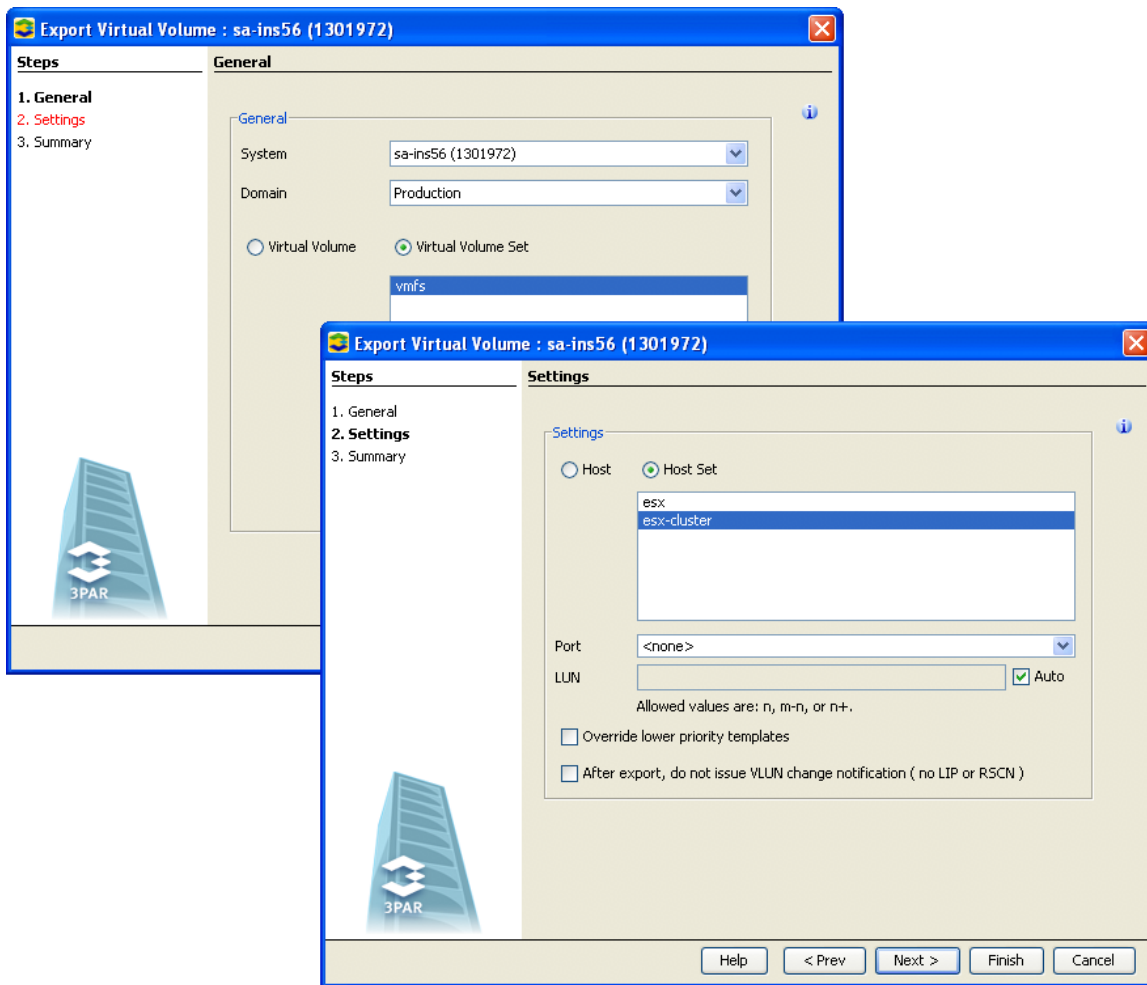 Export Virtual Volume : sa-ins56 (1301972)
Steps
General
1. General
2. Settings
3. Summary
General
System
sa-ins56 (1301972)
Domain
Production
Virtual Volume
Virtual Volume Set
vmfs
3PAR
Export Virtual Volume : sa-ins56 (1301972)
Steps
Settings
1. General
2. Settings
3. Summary
Settings
Host
Host Set
esx
esx-cluster
Port
<none>
LUN
Auto
Allowed values are: n, m-n, or n+.
Override lower priority templates
After export, do not issue VLUN change notification ( no LIP or RSCN )
3PAR
Help
< Prev
Next >
Finish
Cancel